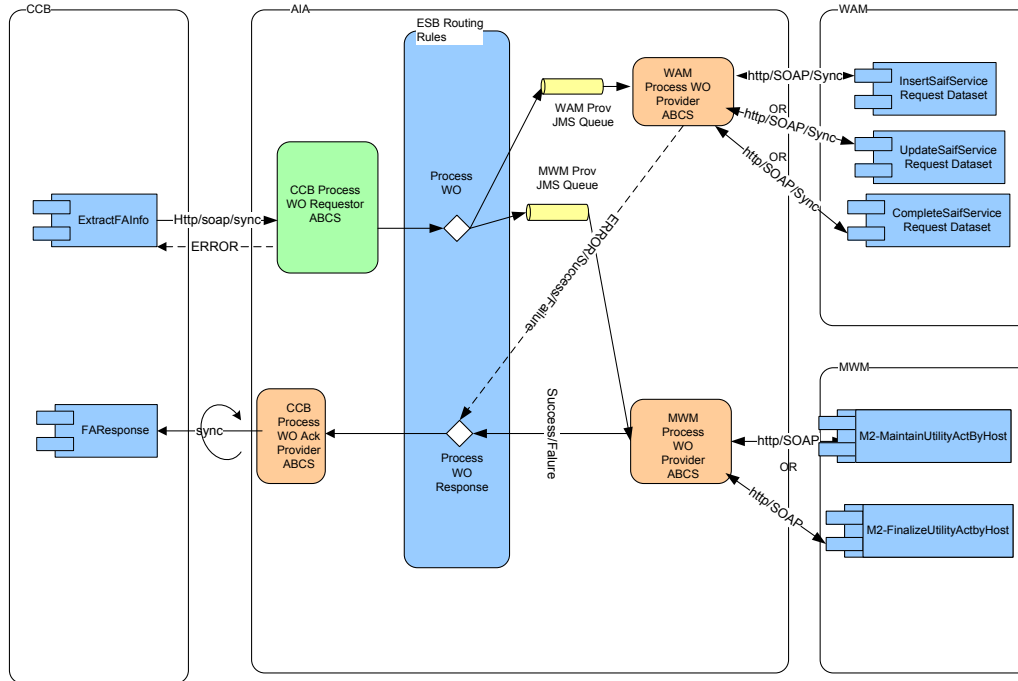 CCB
AIA
WAM
ESB Routing
Rules
WAM
Process WO
Provider
ABCS
http/SOAP/Sync
InsertSaifService
Request Dataset
WAM Prov
JMS Queue
OR
http/SOAP/Sync
UpdateSaifService
Request Dataset
OR
http/SOAP/Sync
CompleteSaifService
Request Dataset
MWM Prov
JMS Queue
Process
WO
CCB Process
WO Requestor
ABCS
ExtractFAInfo
Http/soap/sync
ERROR
ERROR/Success/Failure
MWM
FAResponse
sync
CCB
Process
WO Ack
Provider
ABCS
Process
WO
Response
Success/Failure
MWM
Process
WO
Provider
ABCS
http/SOAP
M2-MaintainUtilityActByHost
OR
http/SOAP
M2-FinalizeUtilityActbyHost